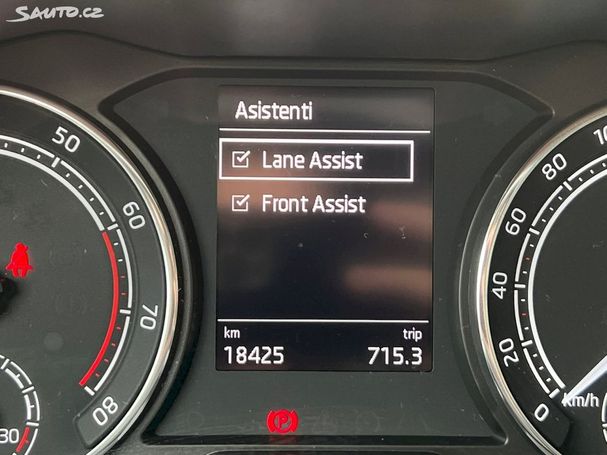 SAUTO.CZ
Asistenti
Lane Assist
Front Assist
km trip
18425 715.3
50
60
70
80
130
P
100
80
60
40
20
0
km/h